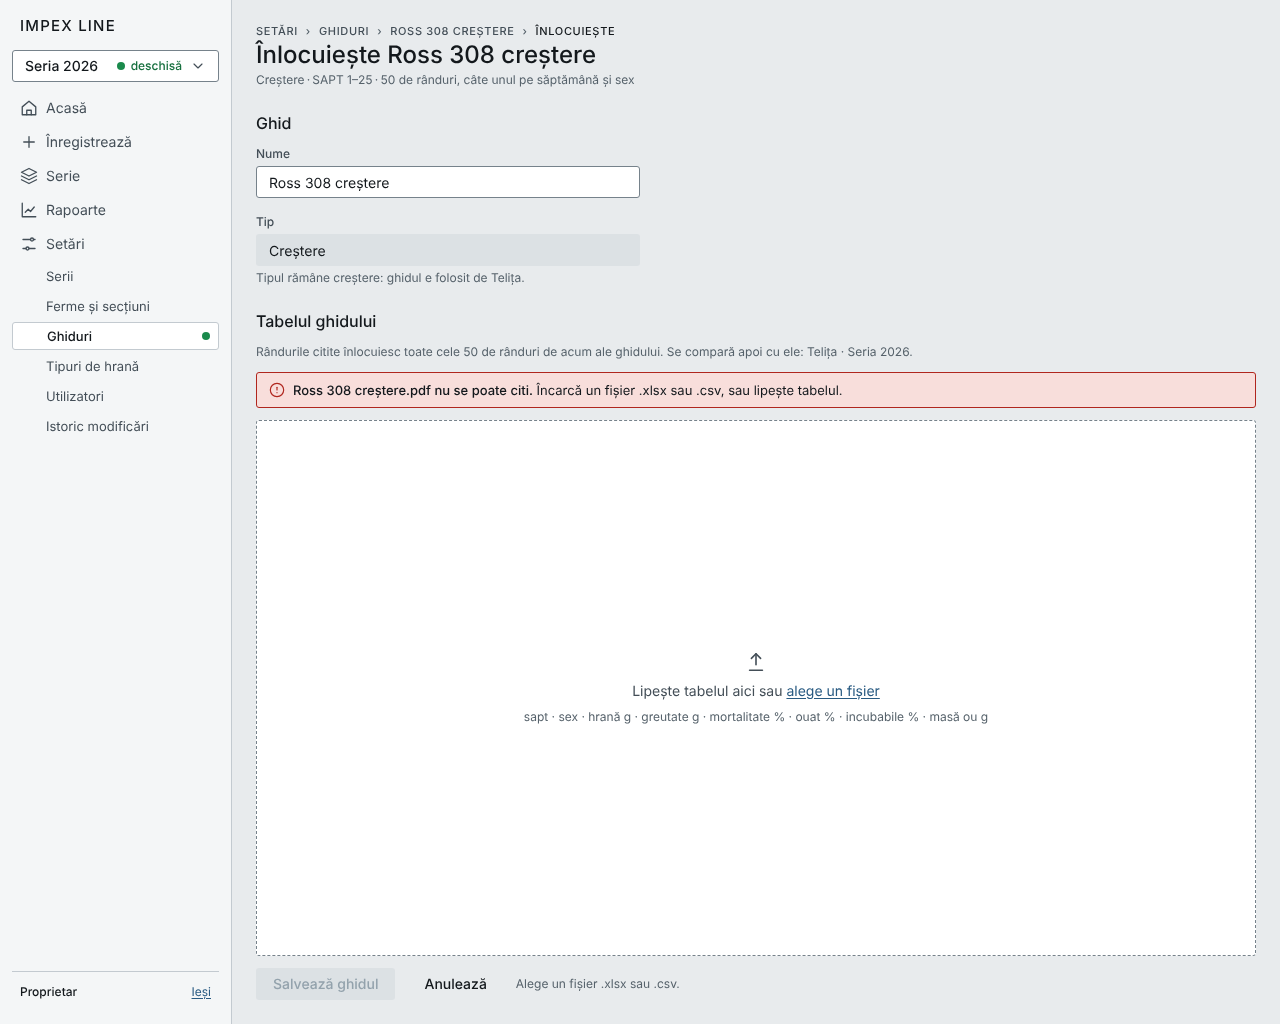 IMPEX LINE
Seria 2026 deschisă
Acasă
Înregistrează
Serie
Rapoarte
Setări
Serii
Ferme și secțiuni
Ghiduri
Tipuri de hrană
Utilizatori
Istoric modificări
Proprietar Ieși
SETĂRI › GHIDURI › ROSS 308 CREȘTERE › ÎNLOCUIEȘTE
Înlocuiește Ross 308 creștere
Creștere · SAPT 1–25 · 50 de rânduri, câte unul pe săptămână și sex
Ghid
Nume
Ross 308 creștere
Tip
Creștere
Tipul rămâne creștere: ghidul e folosit de Telița.
Tabelul ghidului
Rândurile citite înlocuiesc toate cele 50 de rânduri de acum ale ghidului. Se compară apoi cu ele: Telița · Seria 2026.
Ross 308 creștere.pdf nu se poate citi. Încarcă un fișier .xlsx sau .csv, sau lipește tabelul.
Lipește tabelul aici sau alege un fișier
sapt · sex · hrană g · greutate g · mortalitate % · ouat % · incubabile % · masă ou g
Salvează ghidul Anulează Alege un fișier .xlsx sau .csv.